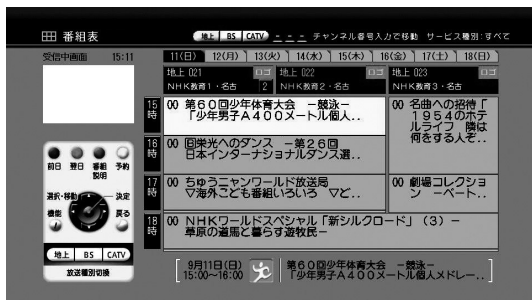 番組表
地上 BS CATV _ _ _ チャンネル番号入力で移動 サービス種別:すべて
受信中画面 15:11
11(日) 12(月) 13(火) 14(水) 15(木) 16(金) 17(土) 18(日)
地上 021 ロゴ 地上 022 ロゴ 地上 023 ロゴ
NHK教育1・名古 2 NHK教育2・名古 NHK教育3・名古
15時
00 第60回少年体育大会 －競泳－
「少年男子A400メートル個人..
00 名曲への招待「
1954のホテ
ルライフ 隣は
何をする人ぞ..
16時
00 回栄光へのダンス －第26回
日本インターナショナルダンス選..
17時
00 ちゅうニャンワールド放送局
▽海外こども番組いろいろ ▽ど..
00 劇場コレクショ
ン －ベート..
18時
00 NHKワールドスペシャル「新シルクロード」(3) －
草原の道馬と暮らす遊牧民－
前日 翌日 番組説明 予約
選択・移動 決定
機能 戻る
地上 BS CATV
放送種別切換
9月11日(日)
15:00~16:00
第60回少年体育大会 －競泳－
「少年男子A400メートル個人メドレー..